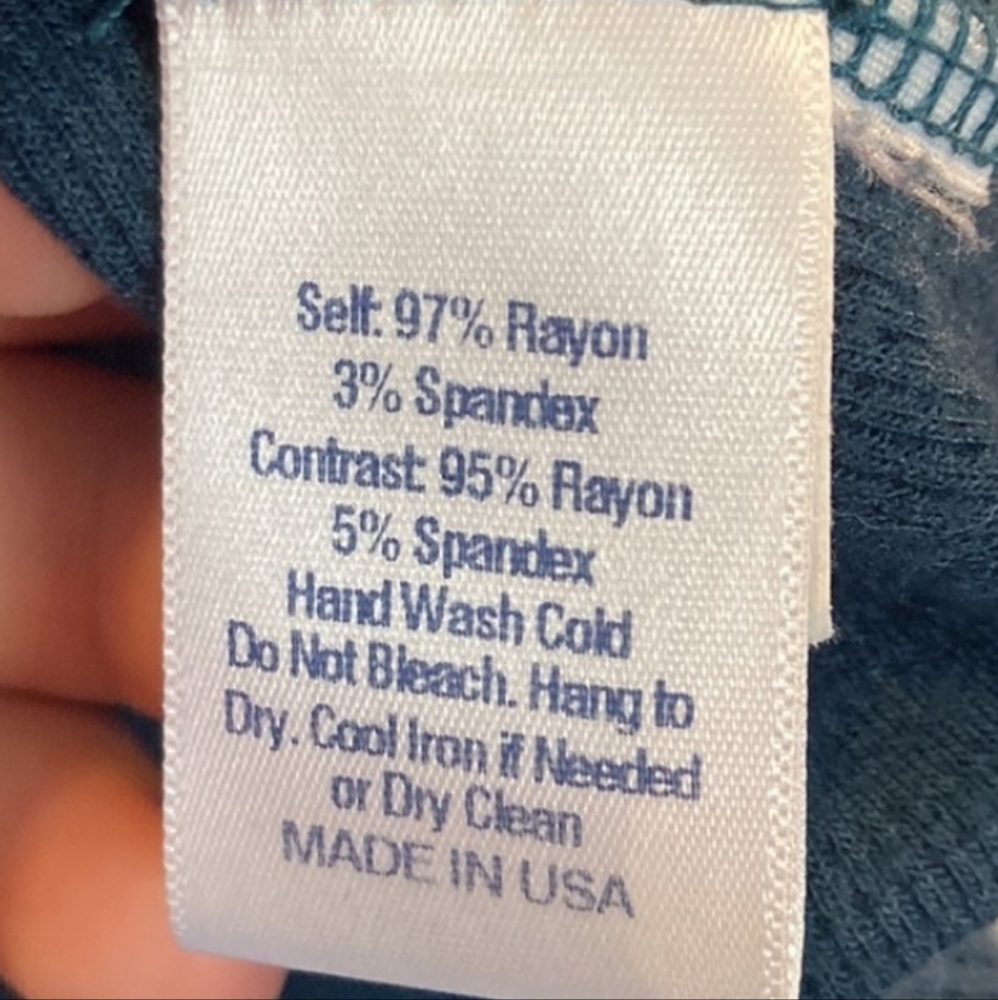 Self: 97% Rayon
3% Spandex
Contrast: 95% Rayon
5% Spandex
Hand Wash Cold
Do Not Bleach. Hang to
Dry. Cool Iron if Needed
or Dry Clean
MADE IN USA